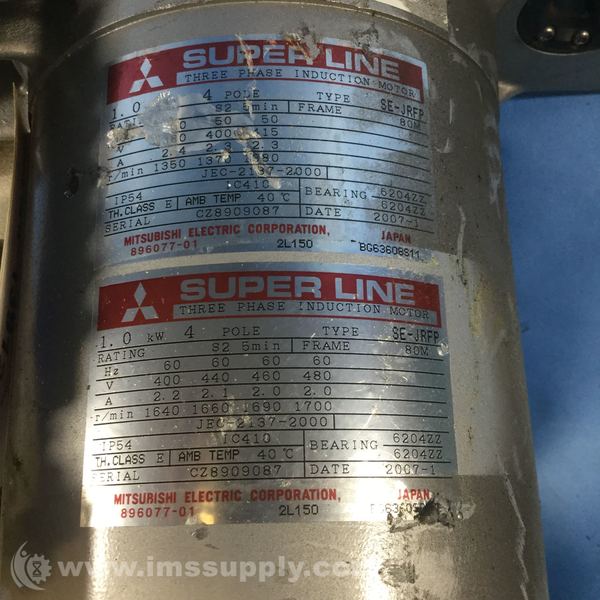 SUPER LINE
THREE PHASE INDUCTION MOTOR
1.0 4 POLE TYPE SE-JRFP
S2 5min FRAME 80M
50 50
400 415
V
A 2.4 2.3 2.3
r/min 1350 1380
JEC-2137-2000
IP54 IC410 BEARING 6204ZZ
TH.CLASS E AMB TEMP 40℃ 6204ZZ
SERIAL CZ8909087 DATE 2007-1
MITSUBISHI ELECTRIC CORPORATION, JAPAN
896077-01 2L150 BG63608S11
SUPER LINE
THREE PHASE INDUCTION MOTOR
1.0 kW 4 POLE TYPE SE-JRFP
RATING S2 5min FRAME 80M
Hz 60 60 60 60
V 400 440 460 480
A 2.2 2.1 2.0 2.0
r/min 1640 1660 1690 1700
JEC-2137-2000
IP54 IC410 BEARING 6204ZZ
TH.CLASS E AMB TEMP 40℃ 6204ZZ
SERIAL CZ8909087 DATE 2007-1
MITSUBISHI ELECTRIC CORPORATION, JAPAN
896077-01 2L150
www.imssupply.com